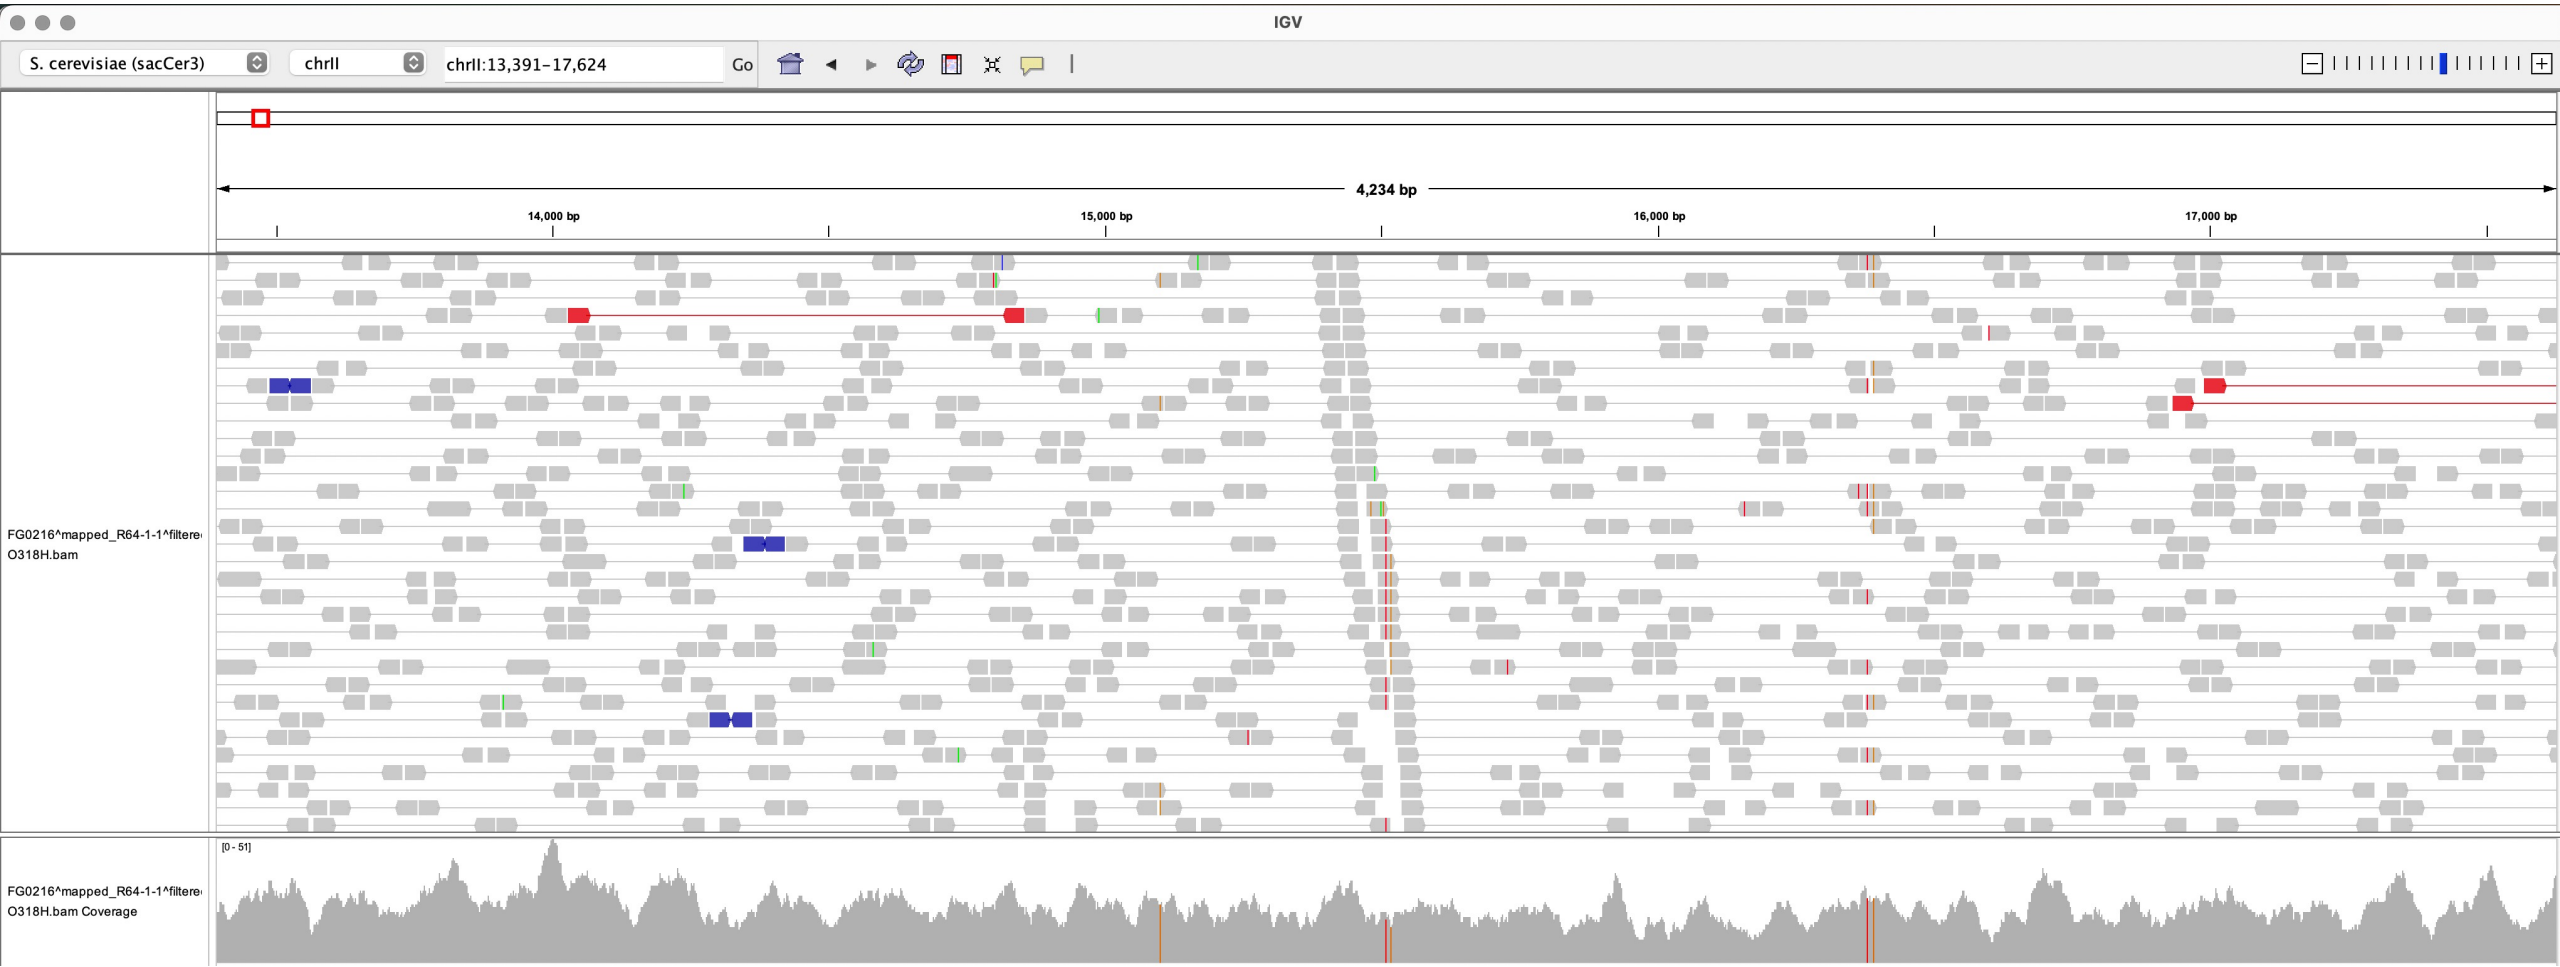 IGV
S. cerevisiae (sacCer3) chrII chrII:13,391-17,624 Go
4,234 bp
14,000 bp 15,000 bp 16,000 bp 17,000 bp
FG0216^mapped_R64-1-1^filtere
O318H.bam
[0 - 51]
FG0216^mapped_R64-1-1^filtere
O318H.bam Coverage